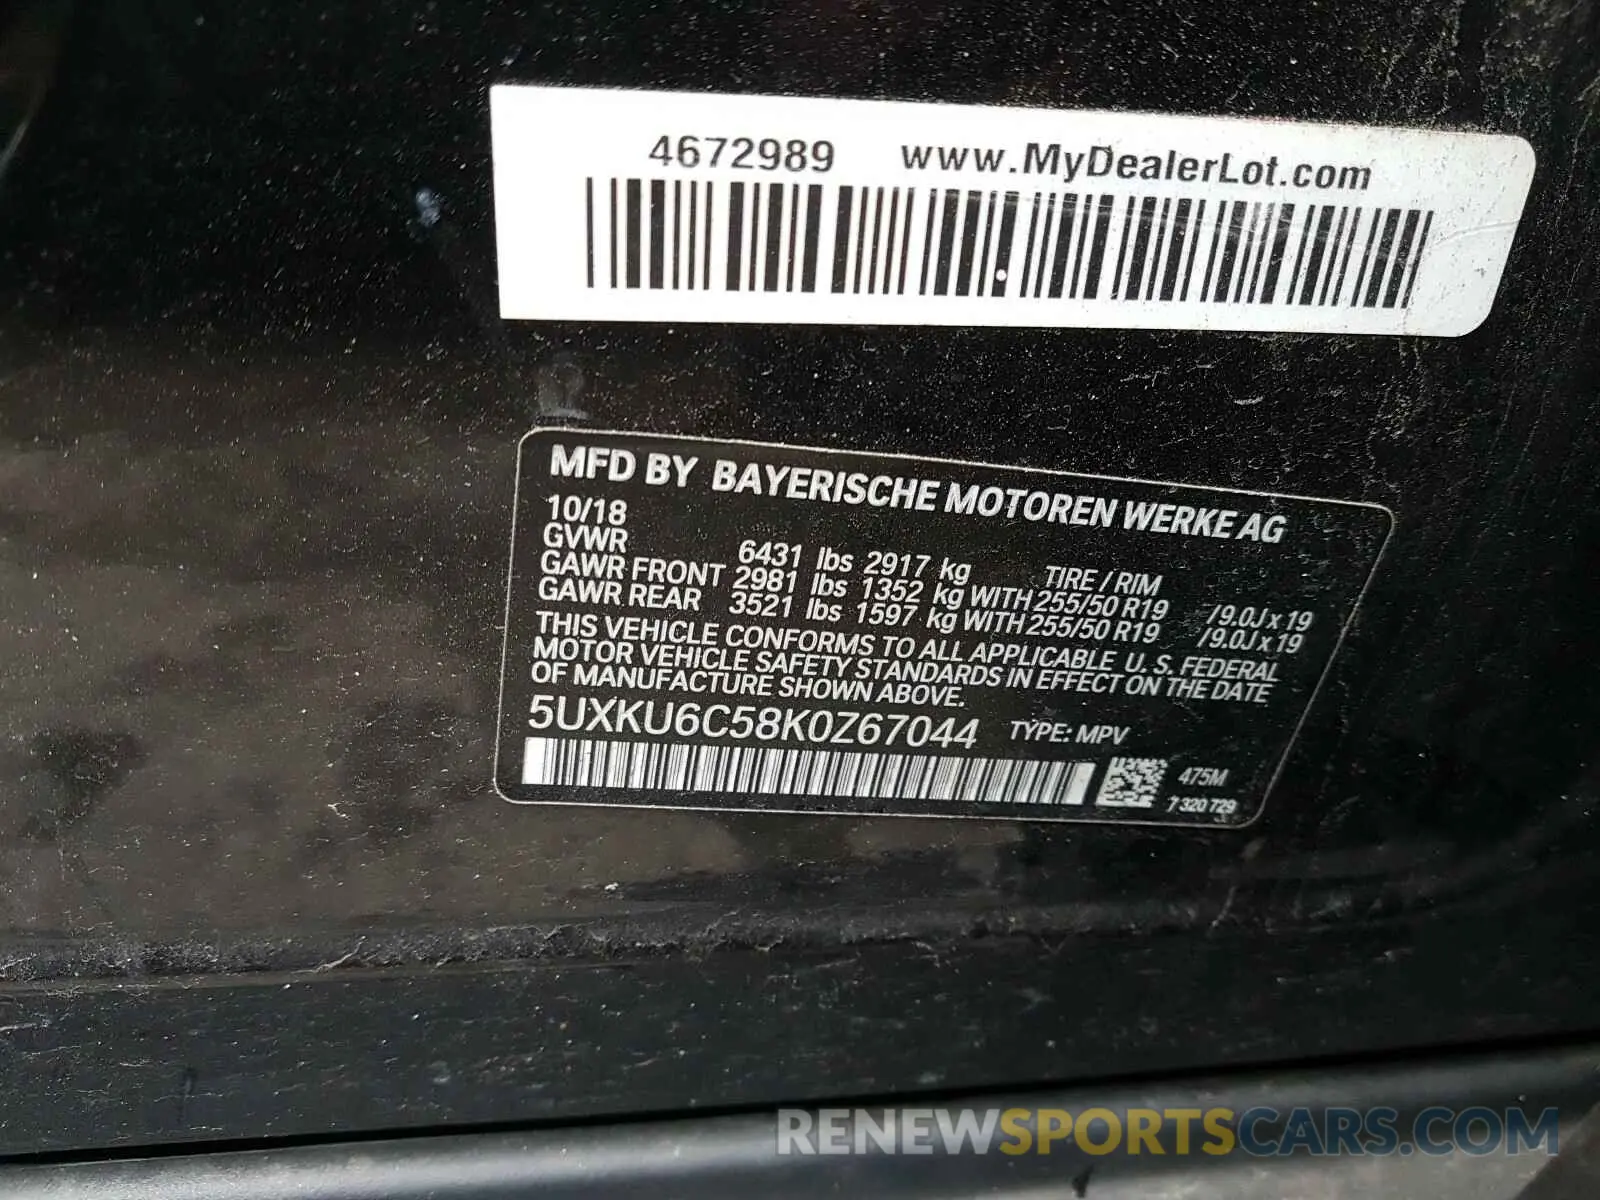 4672989 www.MyDealerLot.com
MFD BY BAYERISCHE MOTOREN WERKE AG
10/18
GVWR 6431 lbs 2917 kg TIRE / RIM
GAWR FRONT 2981 lbs 1352 kg WITH 255/50 R19 / 9.0J x 19
GAWR REAR 3521 lbs 1597 kg WITH 255/50 R19 / 9.0J x 19
THIS VEHICLE CONFORMS TO ALL APPLICABLE U.S. FEDERAL
MOTOR VEHICLE SAFETY STANDARDS IN EFFECT ON THE DATE
OF MANUFACTURE SHOWN ABOVE.
5UXKU6C58K0Z67044 TYPE: MPV
475M
7 320 729
RENEWSPORTSCARS.COM